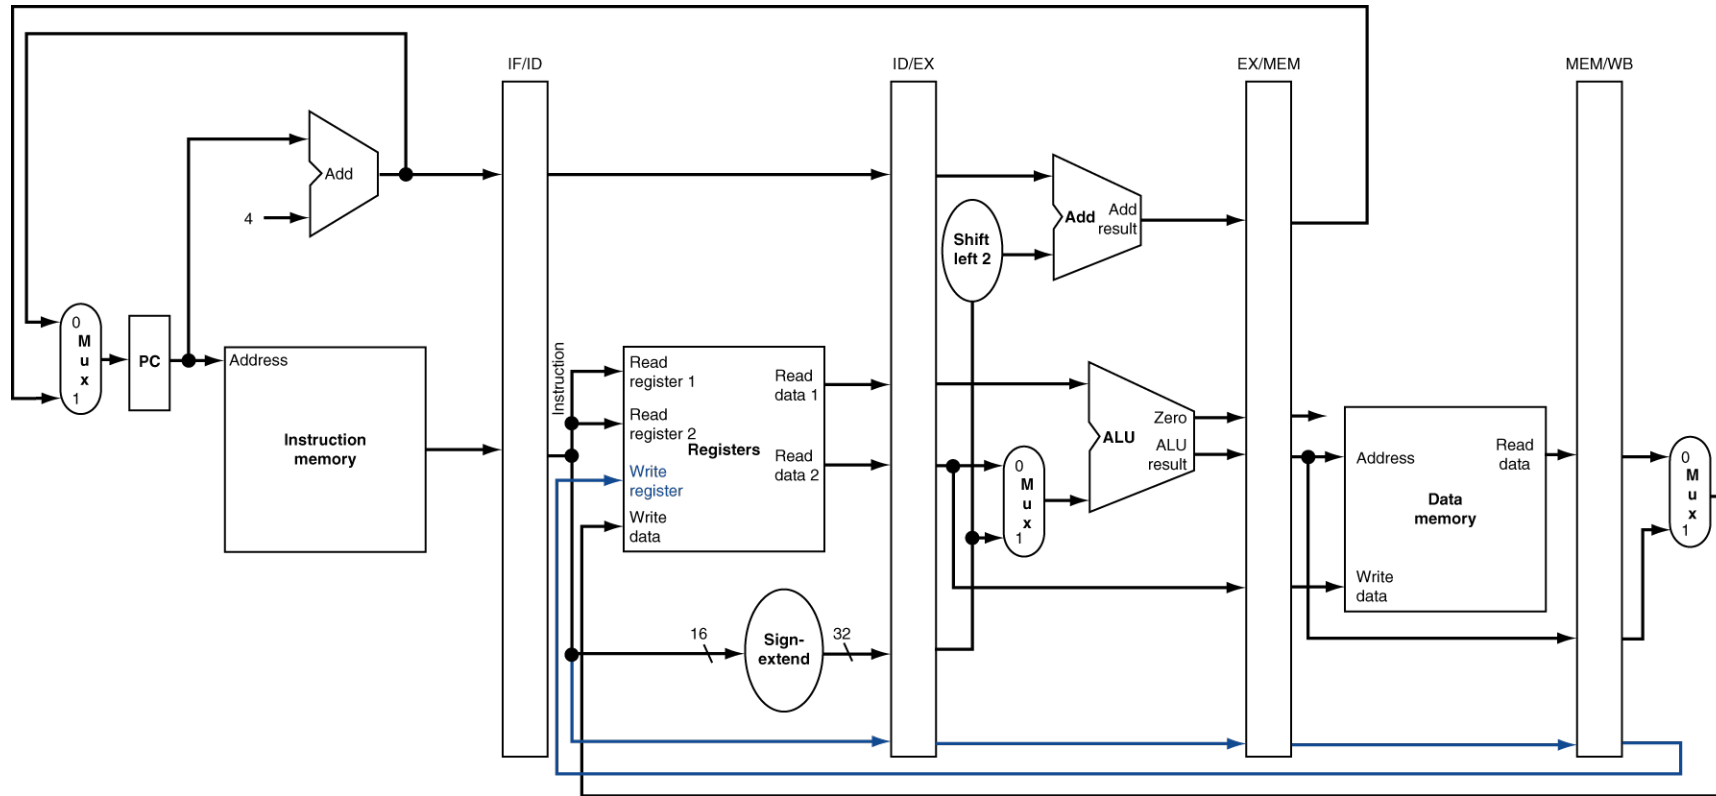 IF/ID
ID/EX
EX/MEM
MEM/WB
Add
4
Add
Add
result
Shift
left 2
0
M
u
x
1
PC
Address
Instruction
memory
Instruction
Read
register 1
Read
register 2
Write
register
Write
data
Registers
Read
data 1
Read
data 2
16
Sign-
extend
32
0
M
u
x
1
Zero
ALU
ALU
result
Address
Read
data
Data
memory
Write
data
0
M
u
x
1